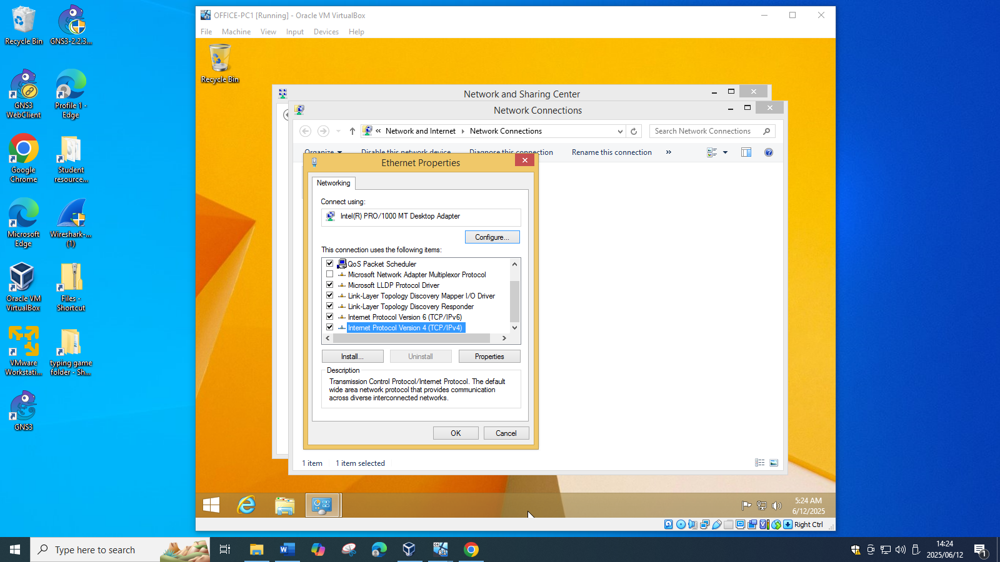 OFFICE-PC1 [Running] - Oracle VM VirtualBox
File Machine View Input Devices Help
Recycle Bin
GNS3-2.2.3...
GNS3 WebClient
Profile 1 - Edge
Google Chrome
Student resource...
Microsoft Edge
Wireshark-... (1)
Oracle VM VirtualBox
Files - Shortcut
VMware Workstati...
typing game folder - Sh...
GNS3
Recycle Bin
Network and Sharing Center
Network Connections
« Network and Internet Network Connections
Search Network Connections
Organize Disable this network device Diagnose this connection Rename this connection »
Ethernet Properties
Networking
Connect using:
Intel(R) PRO/1000 MT Desktop Adapter
Configure...
This connection uses the following items:
QoS Packet Scheduler
Microsoft Network Adapter Multiplexor Protocol
Microsoft LLDP Protocol Driver
Link-Layer Topology Discovery Mapper I/O Driver
Link-Layer Topology Discovery Responder
Internet Protocol Version 6 (TCP/IPv6)
Internet Protocol Version 4 (TCP/IPv4)
Install... Uninstall Properties
Description
Transmission Control Protocol/Internet Protocol. The default
wide area network protocol that provides communication
across diverse interconnected networks.
OK Cancel
1 item 1 item selected
5:24 AM
6/12/2025
Right Ctrl
Type here to search
14:24
2025/06/12
1